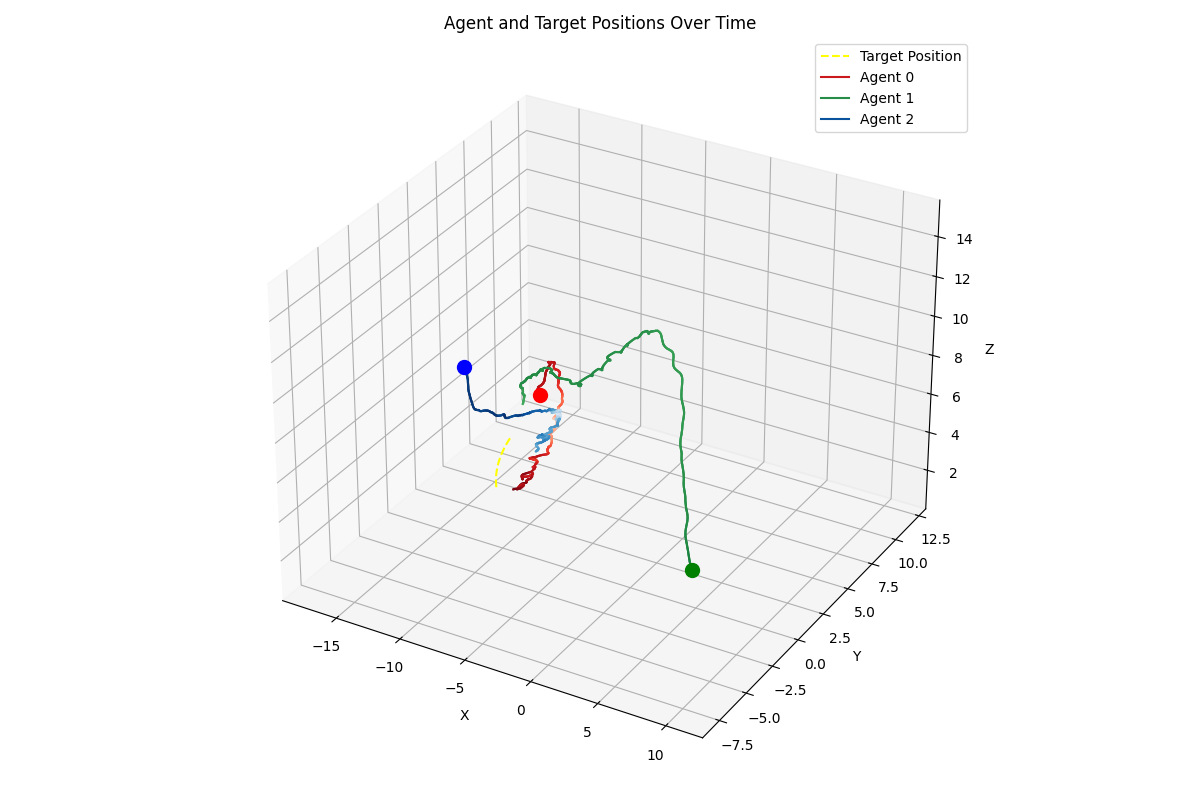 Agent and Target Positions Over Time
Target Position
Agent 0
Agent 1
Agent 2
14
12
10
8
6
4
2
Z
12.5
10.0
7.5
5.0
2.5
0.0
−2.5
−5.0
−7.5
Y
−15
−10
−5
0
5
10
X